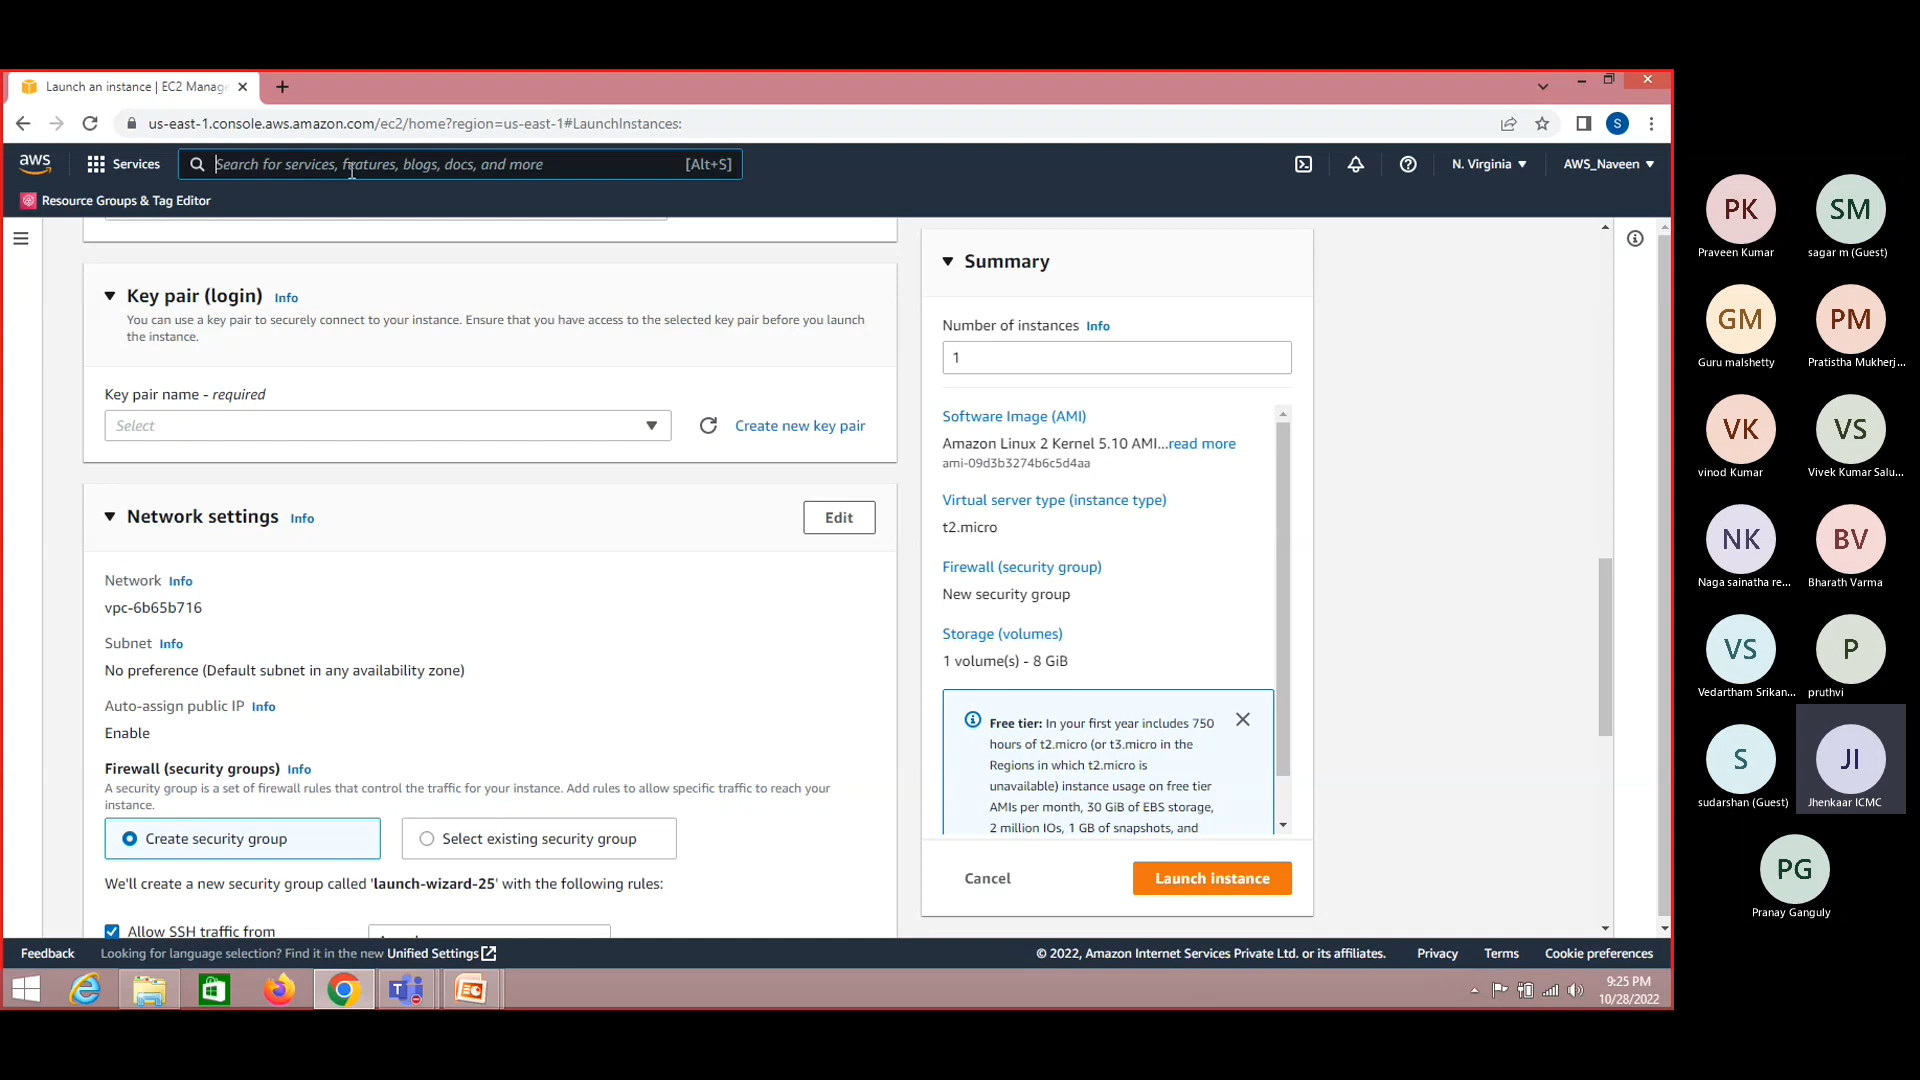 Launch an instance | EC2 Manag
us-east-1.console.aws.amazon.com/ec2/home?region=us-east-1#LaunchInstances:
S
aws
Services
Search for services, features, blogs, docs, and more
[Alt+S]
N. Virginia
AWS_Naveen
Resource Groups & Tag Editor
Key pair (login) Info
You can use a key pair to securely connect to your instance. Ensure that you have access to the selected key pair before you launch
the instance.
Key pair name - required
Select
Create new key pair
Network settings Info
Edit
Network Info
vpc-6b65b716
Subnet Info
No preference (Default subnet in any availability zone)
Auto-assign public IP Info
Enable
Firewall (security groups) Info
A security group is a set of firewall rules that control the traffic for your instance. Add rules to allow specific traffic to reach your
instance.
Create security group
Select existing security group
We'll create a new security group called 'launch-wizard-25' with the following rules:
Allow SSH traffic from
Summary
Number of instances Info
1
Software Image (AMI)
Amazon Linux 2 Kernel 5.10 AMI...read more
ami-09d3b3274b6c5d4aa
Virtual server type (instance type)
t2.micro
Firewall (security group)
New security group
Storage (volumes)
1 volume(s) - 8 GiB
Free tier: In your first year includes 750
hours of t2.micro (or t3.micro in the
Regions in which t2.micro is
unavailable) instance usage on free tier
AMIs per month, 30 GiB of EBS storage,
2 million IOs, 1 GB of snapshots, and
Cancel
Launch instance
Feedback
Looking for language selection? Find it in the new Unified Settings
© 2022, Amazon Internet Services Private Ltd. or its affiliates.
Privacy
Terms
Cookie preferences
9:25 PM
10/28/2022
PK
Praveen Kumar
SM
sagar m (Guest)
GM
Guru malshetty
PM
Pratistha Mukherj...
VK
vinod Kumar
VS
Vivek Kumar Salu...
NK
Naga sainatha re...
BV
Bharath Varma
VS
Vedartham Srikan...
P
pruthvi
S
sudarshan (Guest)
JI
Jhenkaar ICMC
PG
Pranay Ganguly